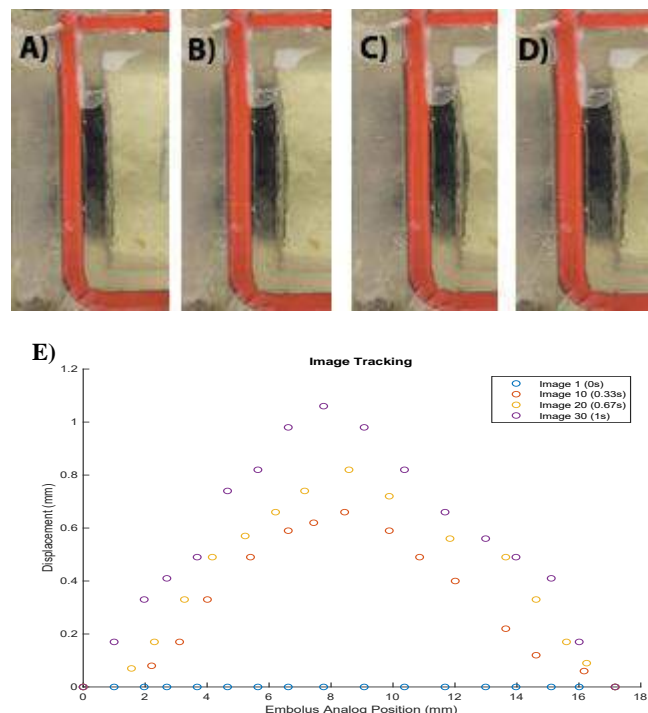 A) B) C) D)
E)
Image Tracking
1.2
1
0.8
0.6
0.4
0.2
0
Displacement (mm)
Image 1 (0s)
Image 10 (0.33s)
Image 20 (0.67s)
Image 30 (1s)
0 2 4 6 8 10 12 14 16 18
Embolus Analog Position (mm)